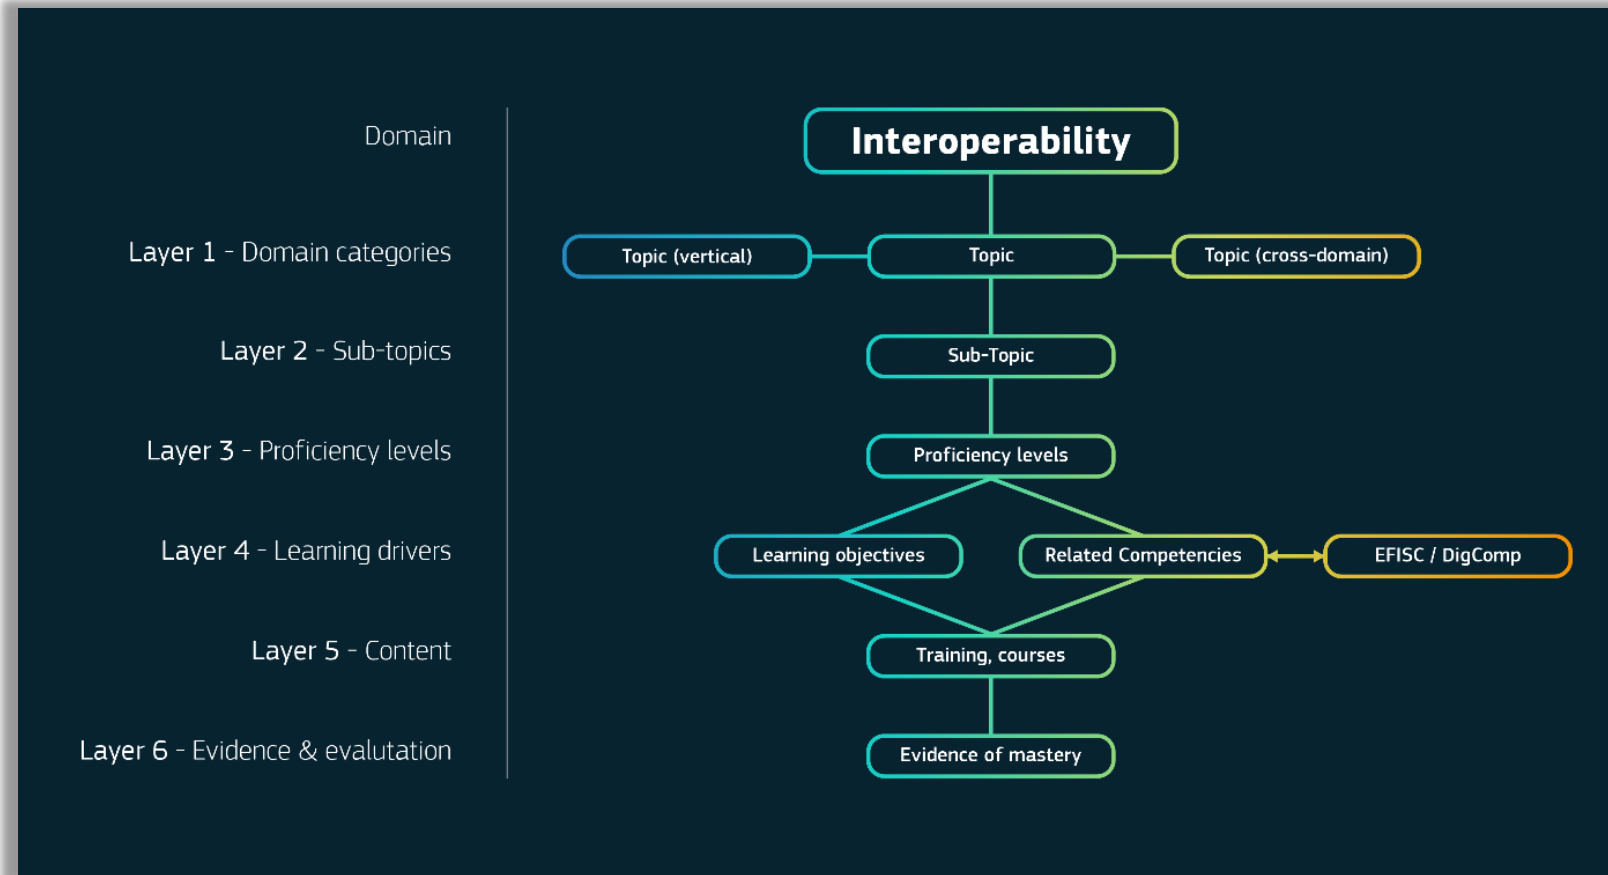 Domain
Interoperability
Layer 1 - Domain categories
Topic (vertical)
Topic
Topic (cross-domain)
Layer 2 - Sub-topics
Sub-Topic
Layer 3 - Proficiency levels
Proficiency levels
Layer 4 - Learning drivers
Learning objectives
Related Competencies
EFISC / DigComp
Layer 5 - Content
Training, courses
Layer 6 - Evidence & evalutation
Evidence of mastery